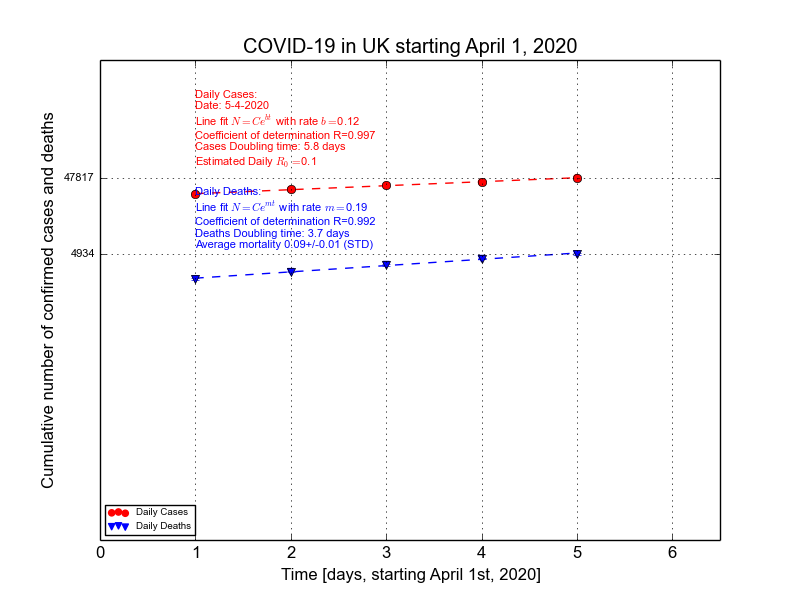 COVID-19 in UK starting April 1, 2020
Cumulative number of confirmed cases and deaths
Daily Cases:
Date: 5-4-2020
Line fit N=Ce^{bt} with rate b=0.12
Coefficient of determination R=0.997
Cases Doubling time: 5.8 days
Estimated Daily R_0=0.1
47817
Daily Deaths:
Line fit N=Ce^{mt} with rate m=0.19
Coefficient of determination R=0.992
Deaths Doubling time: 3.7 days
Average mortality 0.09+/-0.01 (STD)
4934
Daily Cases
Daily Deaths
0 1 2 3 4 5 6
Time [days, starting April 1st, 2020]